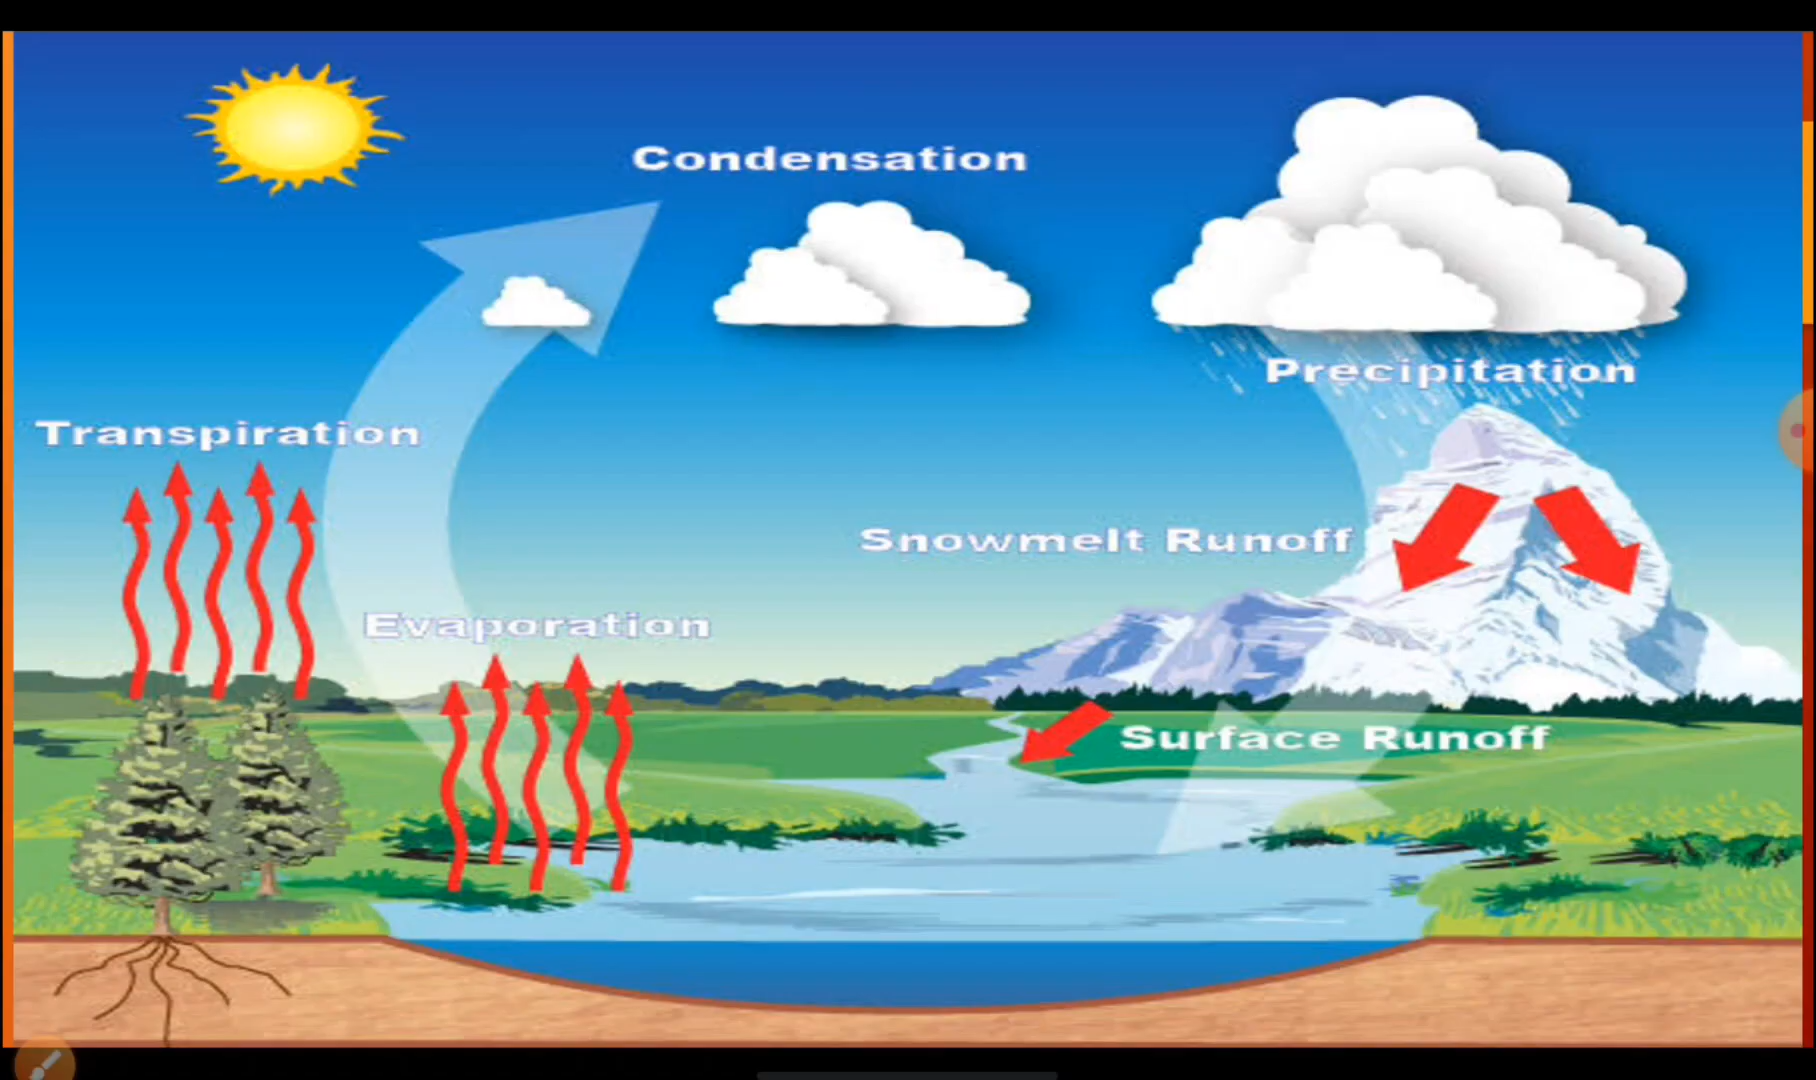 Condensation
Precipitation
Transpiration
Snowmelt Runoff
Evaporation
Surface Runoff